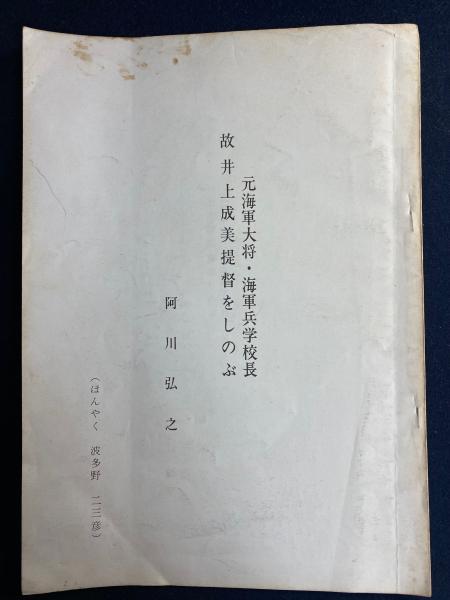 元海軍大将・海軍兵学校長
故井上成美提督をしのぶ
阿川弘之
（ほんやく 波多野 二三彦）